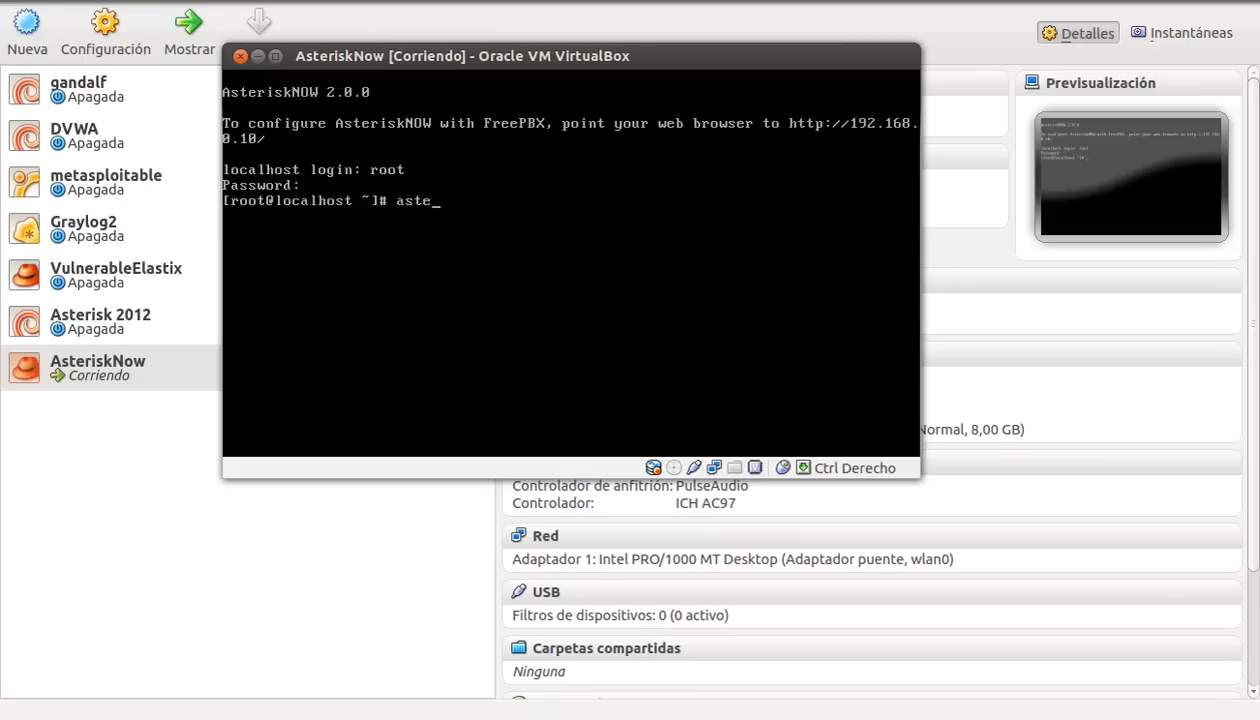 Nueva
Configuración
Mostrar
Detalles
Instantáneas
gandalf
Apagada
DVWA
Apagada
metasploitable
Apagada
Graylog2
Apagada
VulnerableElastix
Apagada
Asterisk 2012
Apagada
AsteriskNow
Corriendo
AsteriskNow [Corriendo] - Oracle VM VirtualBox
AsteriskNOW 2.0.0
To configure AsteriskNOW with FreePBX, point your web browser to http://192.168.
0.10/
localhost login: root
Password:
[root@localhost ~]# aste_
Ctrl Derecho
Previsualización
Normal, 8,00 GB)
Controlador de anfitrión: PulseAudio
Controlador: ICH AC97
Red
Adaptador 1: Intel PRO/1000 MT Desktop (Adaptador puente, wlan0)
USB
Filtros de dispositivos: 0 (0 activo)
Carpetas compartidas
Ninguna